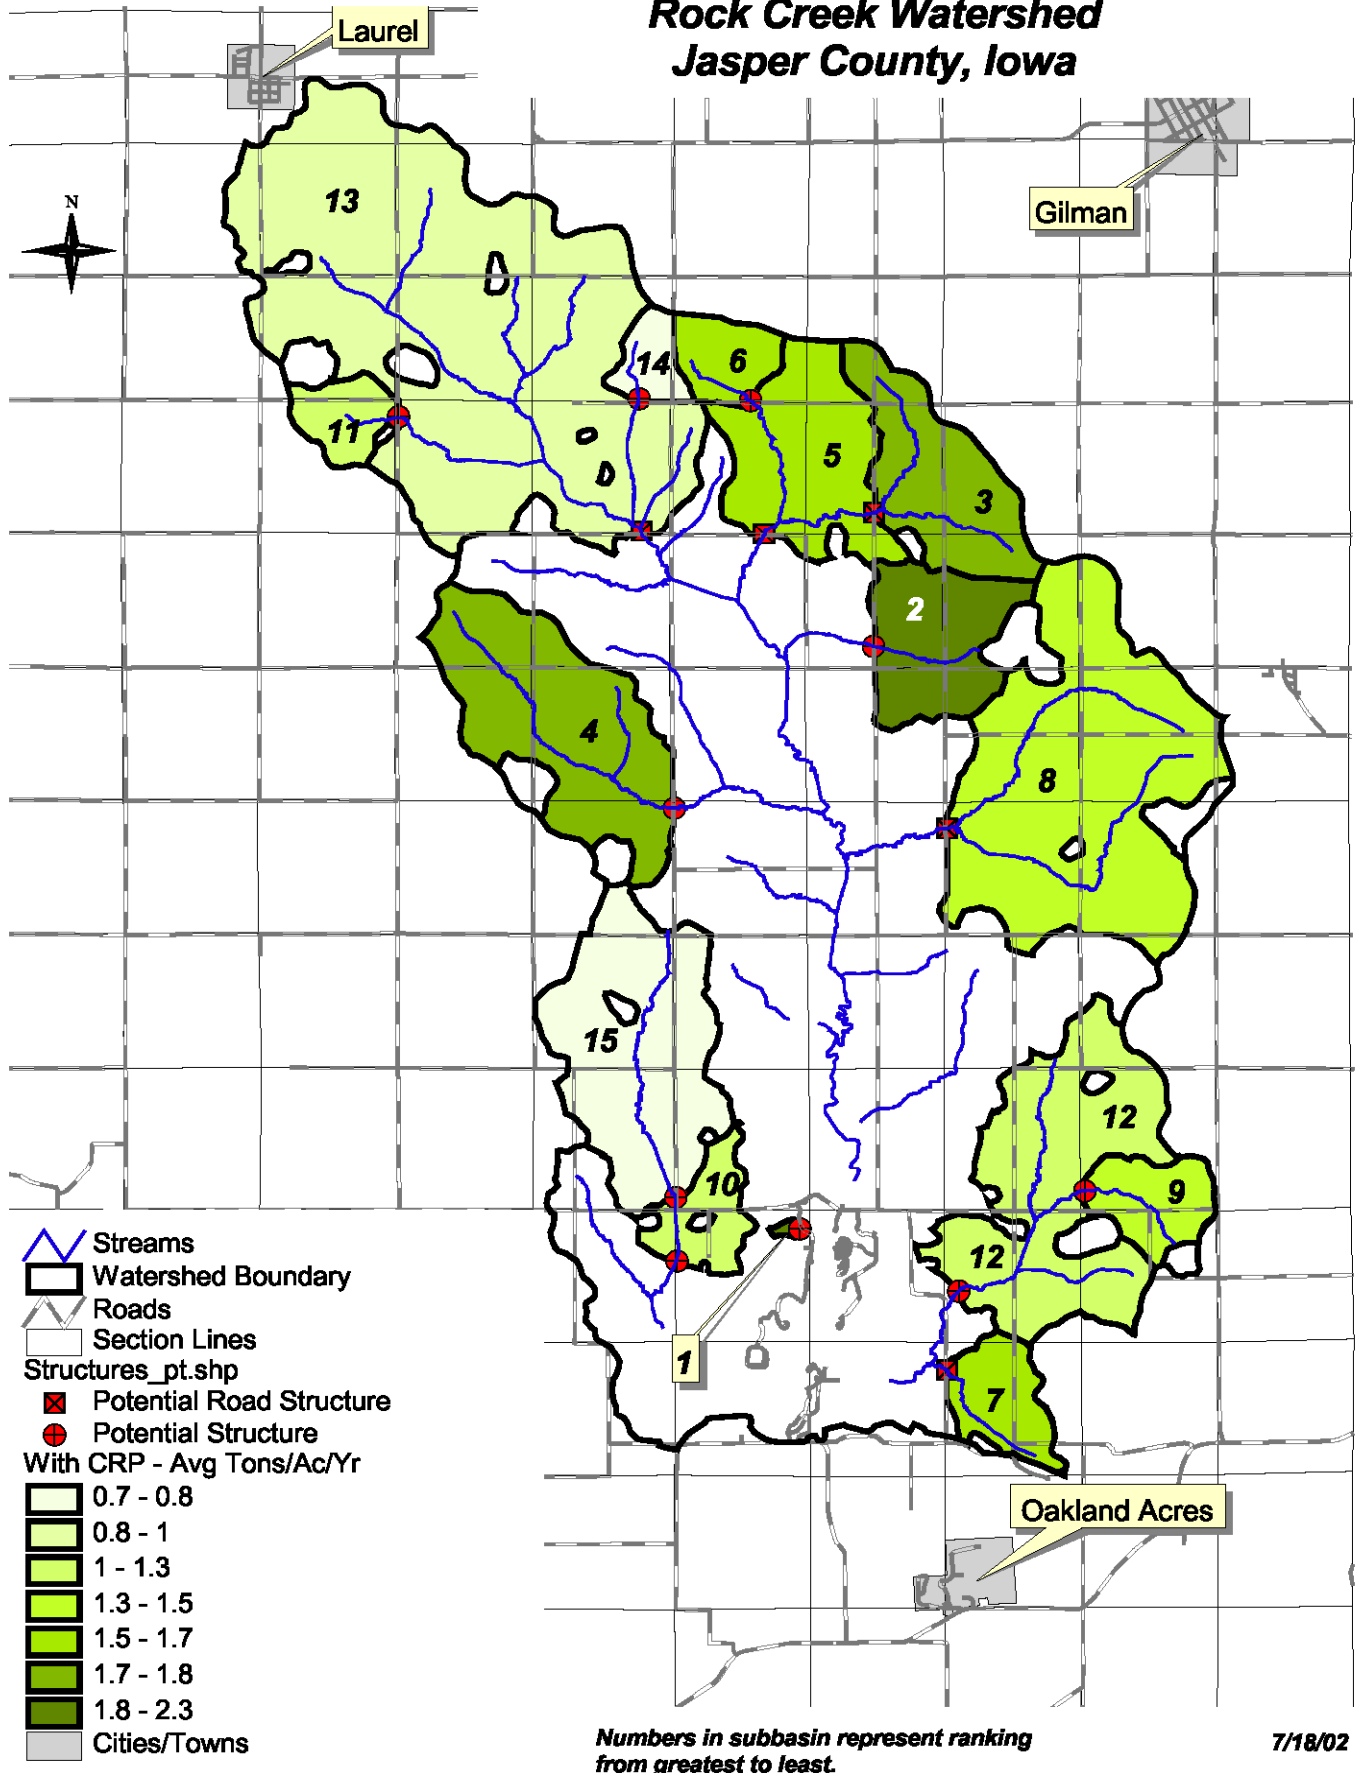 Rock Creek Watershed
Jasper County, Iowa
Laurel
Gilman
N
13
14
6
11
5
3
2
4
8
15
12
10
9
12
1
7
Streams
Watershed Boundary
Roads
Section Lines
Structures_pt.shp
Potential Road Structure
Potential Structure
With CRP - Avg Tons/Ac/Yr
0.7 - 0.8
0.8 - 1
1 - 1.3
1.3 - 1.5
1.5 - 1.7
1.7 - 1.8
1.8 - 2.3
Cities/Towns
Oakland Acres
Numbers in subbasin represent ranking
from greatest to least.
7/18/02